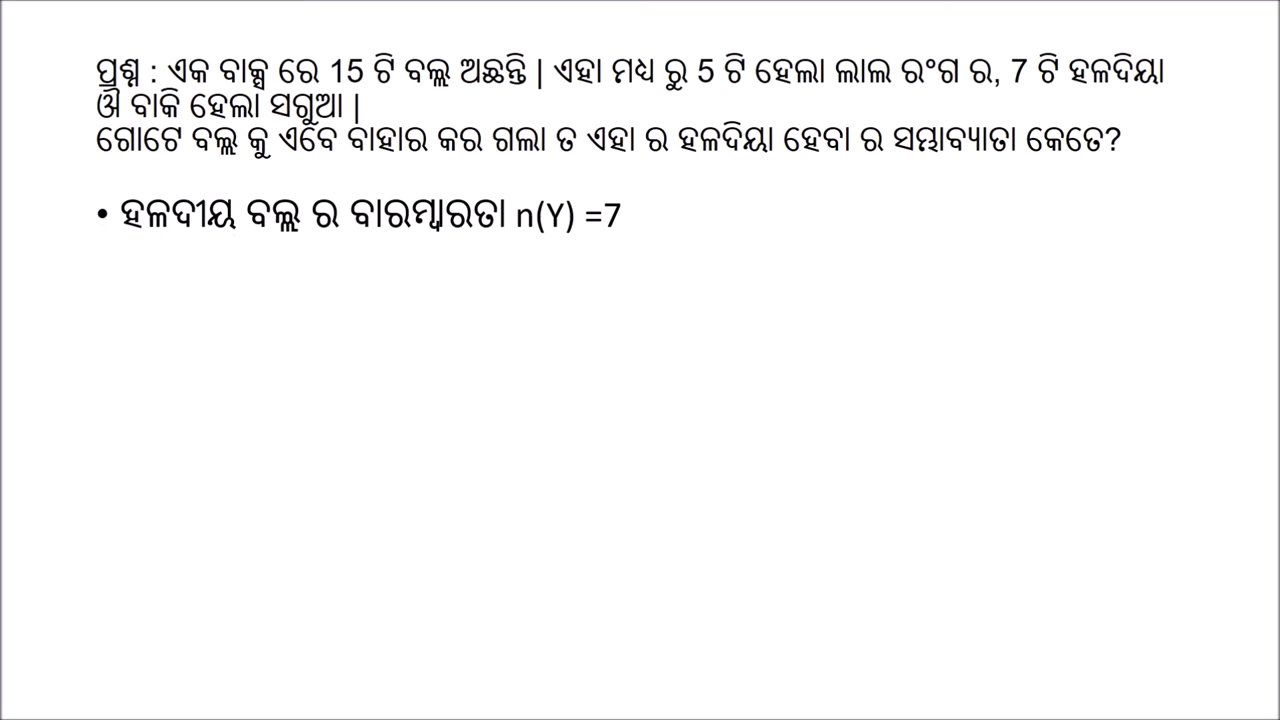 ପ୍ରଶ୍ନ : ଏକ ବାକ୍ସ ରେ 15 ଟି ବଲ୍ଲ ଅଛନ୍ତି | ଏହା ମଧ୍ୟ ରୁ 5 ଟି ହେଲା ଲାଲ ରଂଗ ର, 7 ଟି ହଳଦିୟା
ଔ ବାକି ହେଲା ସଗୁଆ |
ଗୋଟେ ବଲ୍ଲ କୁ ଏବେ ବାହାର କର ଗଲା ତ ଏହା ର ହଳଦିୟା ହେବା ର ସମ୍ଭାବ୍ୟାତା କେତେ?
• ହଳଦୀୟ ବଲ୍ଲ ର ବାରମ୍ବାରତା n(Y) =7